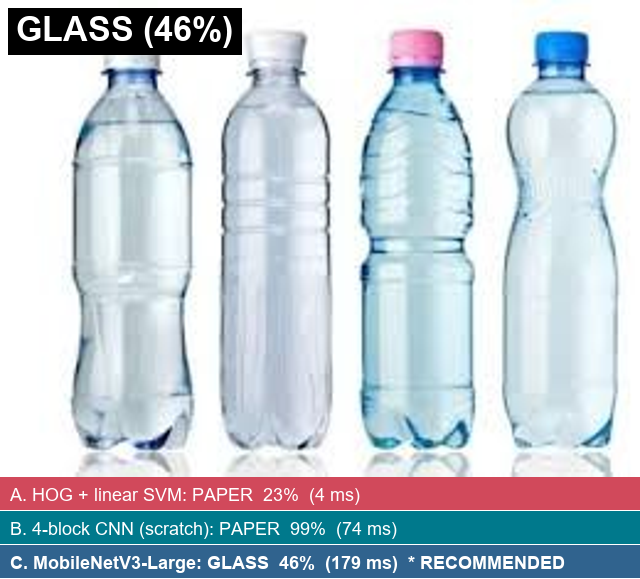 GLASS (46%)
A. HOG + linear SVM: PAPER 23% (4 ms)
B. 4-block CNN (scratch): PAPER 99% (74 ms)
C. MobileNetV3-Large: GLASS 46% (179 ms) * RECOMMENDED